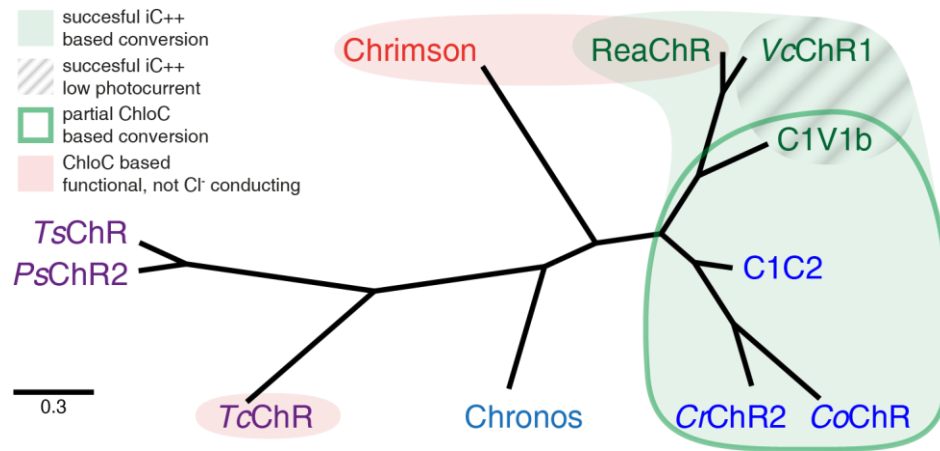 succesful iC++
based conversion
succesful iC++
low photocurrent
partial ChloC
based conversion
ChloC based
functional, not Cl⁻ conducting
Chrimson
ReaChR
VcChR1
C1V1b
TsChR
PsChR2
C1C2
0.3
TcChR
Chronos
CrChR2
CoChR